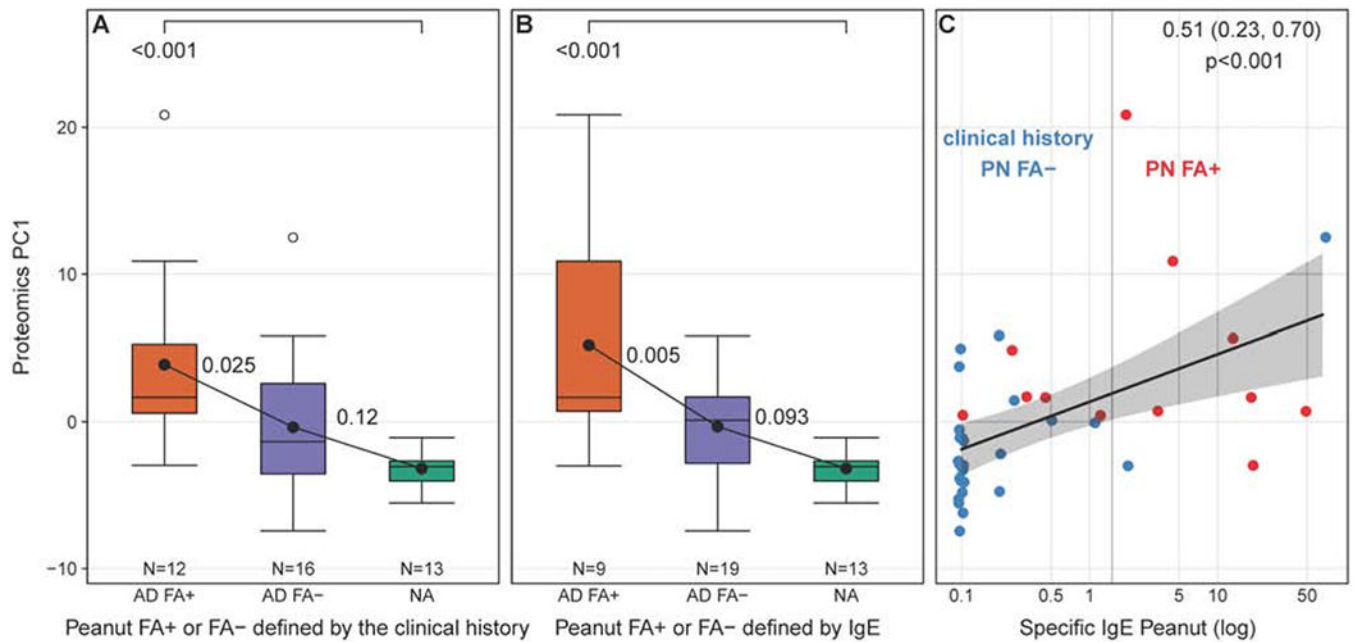 A
<0.001
B
<0.001
C
0.51 (0.23, 0.70)
p<0.001
clinical history
PN FA−
PN FA+
Proteomics PC1
20
10
0
−10
0.025
0.12
0.005
0.093
N=12
N=16
N=13
N=9
N=19
N=13
AD FA+
AD FA−
NA
AD FA+
AD FA−
NA
0.1
0.5
1
5
10
50
Peanut FA+ or FA− defined by the clinical history
Peanut FA+ or FA− defined by IgE
Specific IgE Peanut (log)